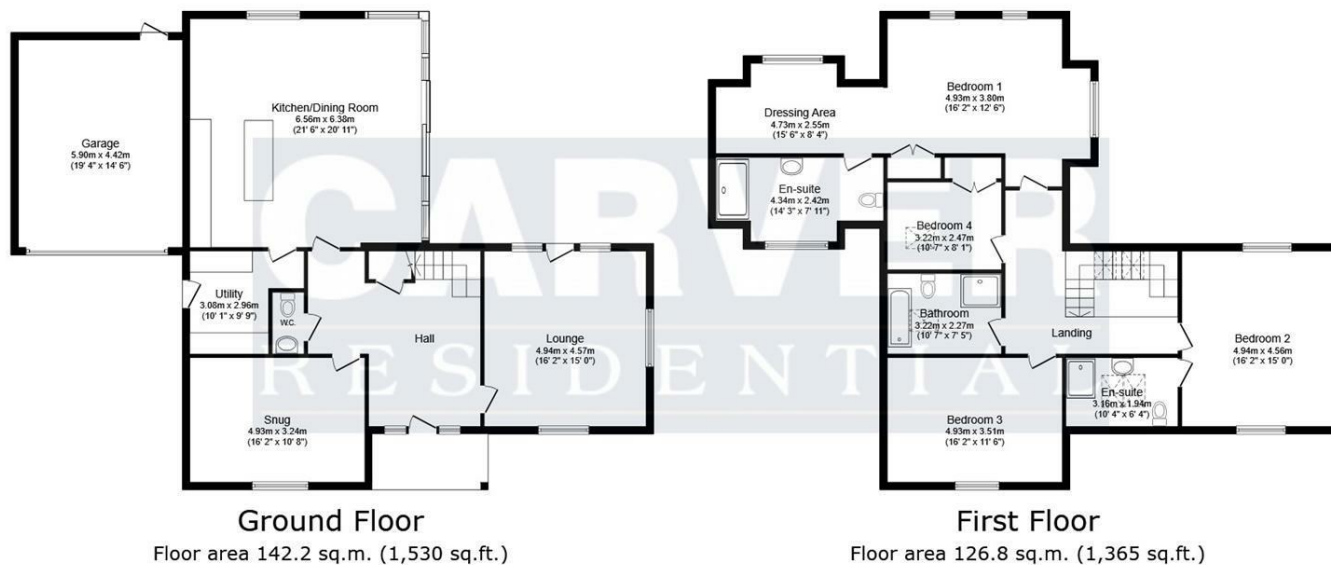 Garage
5.90m x 4.42m
(19' 4" x 14' 6")
Kitchen/Dining Room
6.56m x 6.38m
(21' 6" x 20' 11")
Utility
3.08m x 2.96m
(10' 1" x 9' 9")
W.C.
Hall
Lounge
4.94m x 4.57m
(16' 2" x 15' 0")
Snug
4.93m x 3.24m
(16' 2" x 10' 8")
Ground Floor
Floor area 142.2 sq.m. (1,530 sq.ft.)
Bedroom 1
4.93m x 3.80m
(16' 2" x 12' 6")
Dressing Area
4.73m x 2.55m
(15' 6" x 8' 4")
En-suite
4.34m x 2.42m
(14' 3" x 7' 11")
Bedroom 4
3.22m x 2.47m
(10' 7" x 8' 1")
Bathroom
3.22m x 2.27m
(10' 7" x 7' 5")
Landing
Bedroom 2
4.94m x 4.56m
(16' 2" x 15' 0")
En-suite
3.16m x 1.94m
(10' 4" x 6' 4")
Bedroom 3
4.93m x 3.51m
(16' 2" x 11' 6")
First Floor
Floor area 126.8 sq.m. (1,365 sq.ft.)
CARVER
RESIDENTIAL